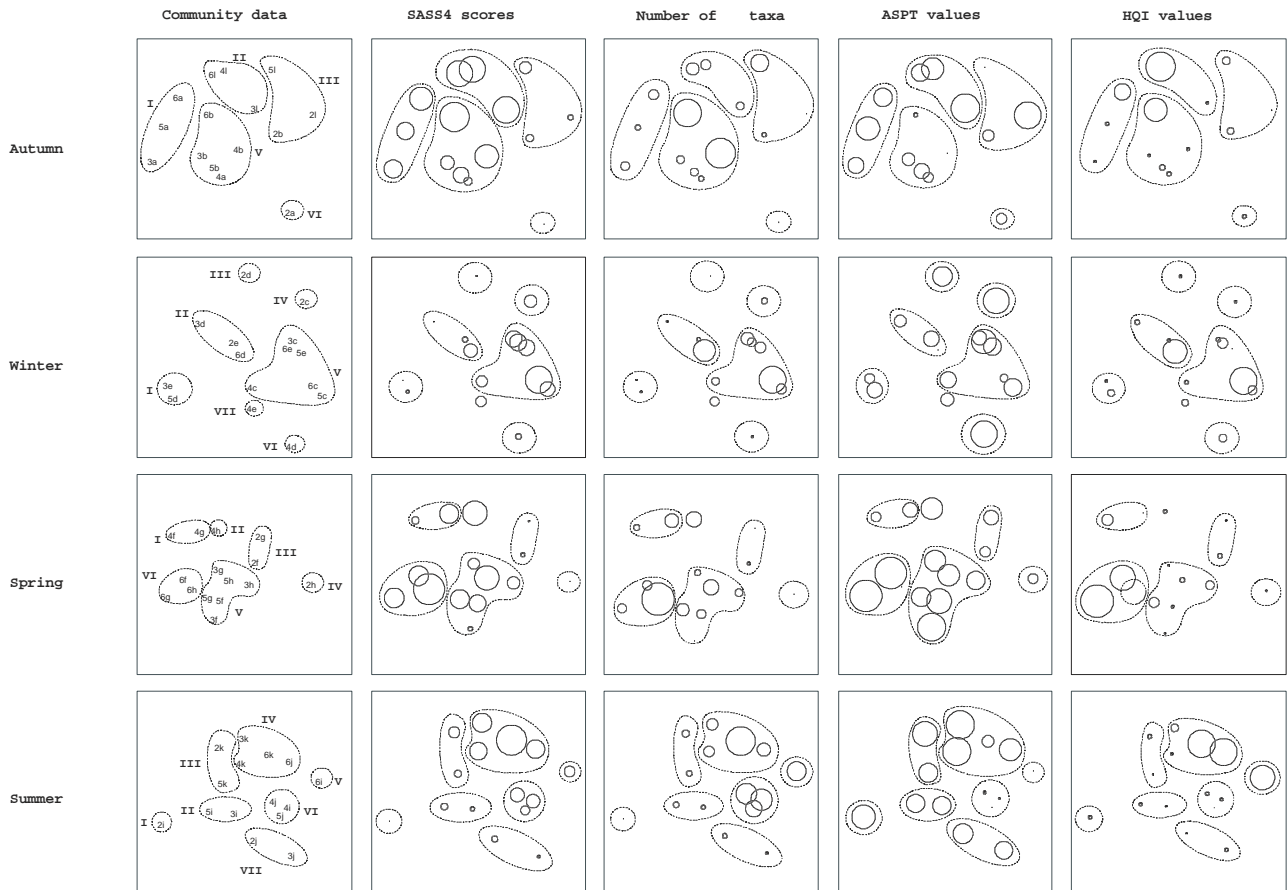 Community data SASS4 scores Number of taxa ASPT values HQI values
Autumn
II
6l 4l 5l
III
I
6a
3l
6b 2l
5a
2b
V
3b 4b
3a
5b
4a
2a VI
Winter
III 2d
IV 2c
II
3d
2e 3c
6e 5e
6d
I 3e
5d
4c 6c V
5c
VII 4e
VI 4d
Spring
I 4f 4g 4h II
2g
III
2f
VI
6f 3g 5h 3h
6h
2h IV
6g 5g 5f
3f V
Summer
IV
3k
2k
6k 6j
III 4k
5k
6i V
II 5i 3i
4j 4i VI
5j
I 2i
2j
3j
VII